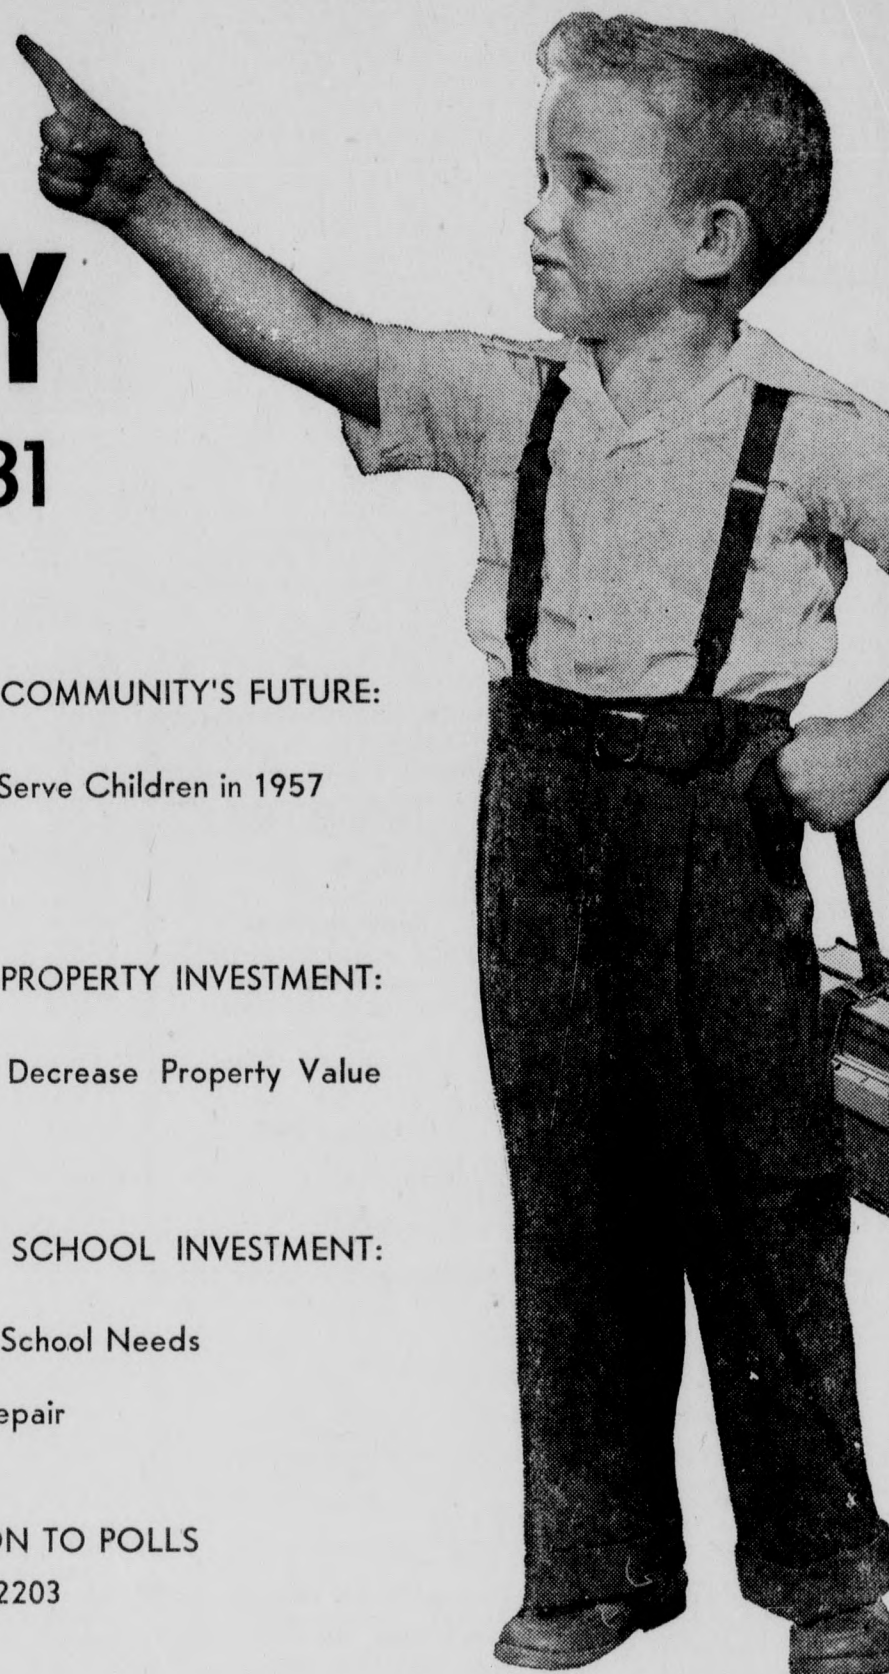 Y
31
COMMUNITY'S FUTURE:
Serve Children in 1957
PROPERTY INVESTMENT:
Decrease Property Value
SCHOOL INVESTMENT:
School Needs
epair
ON TO POLLS
2203